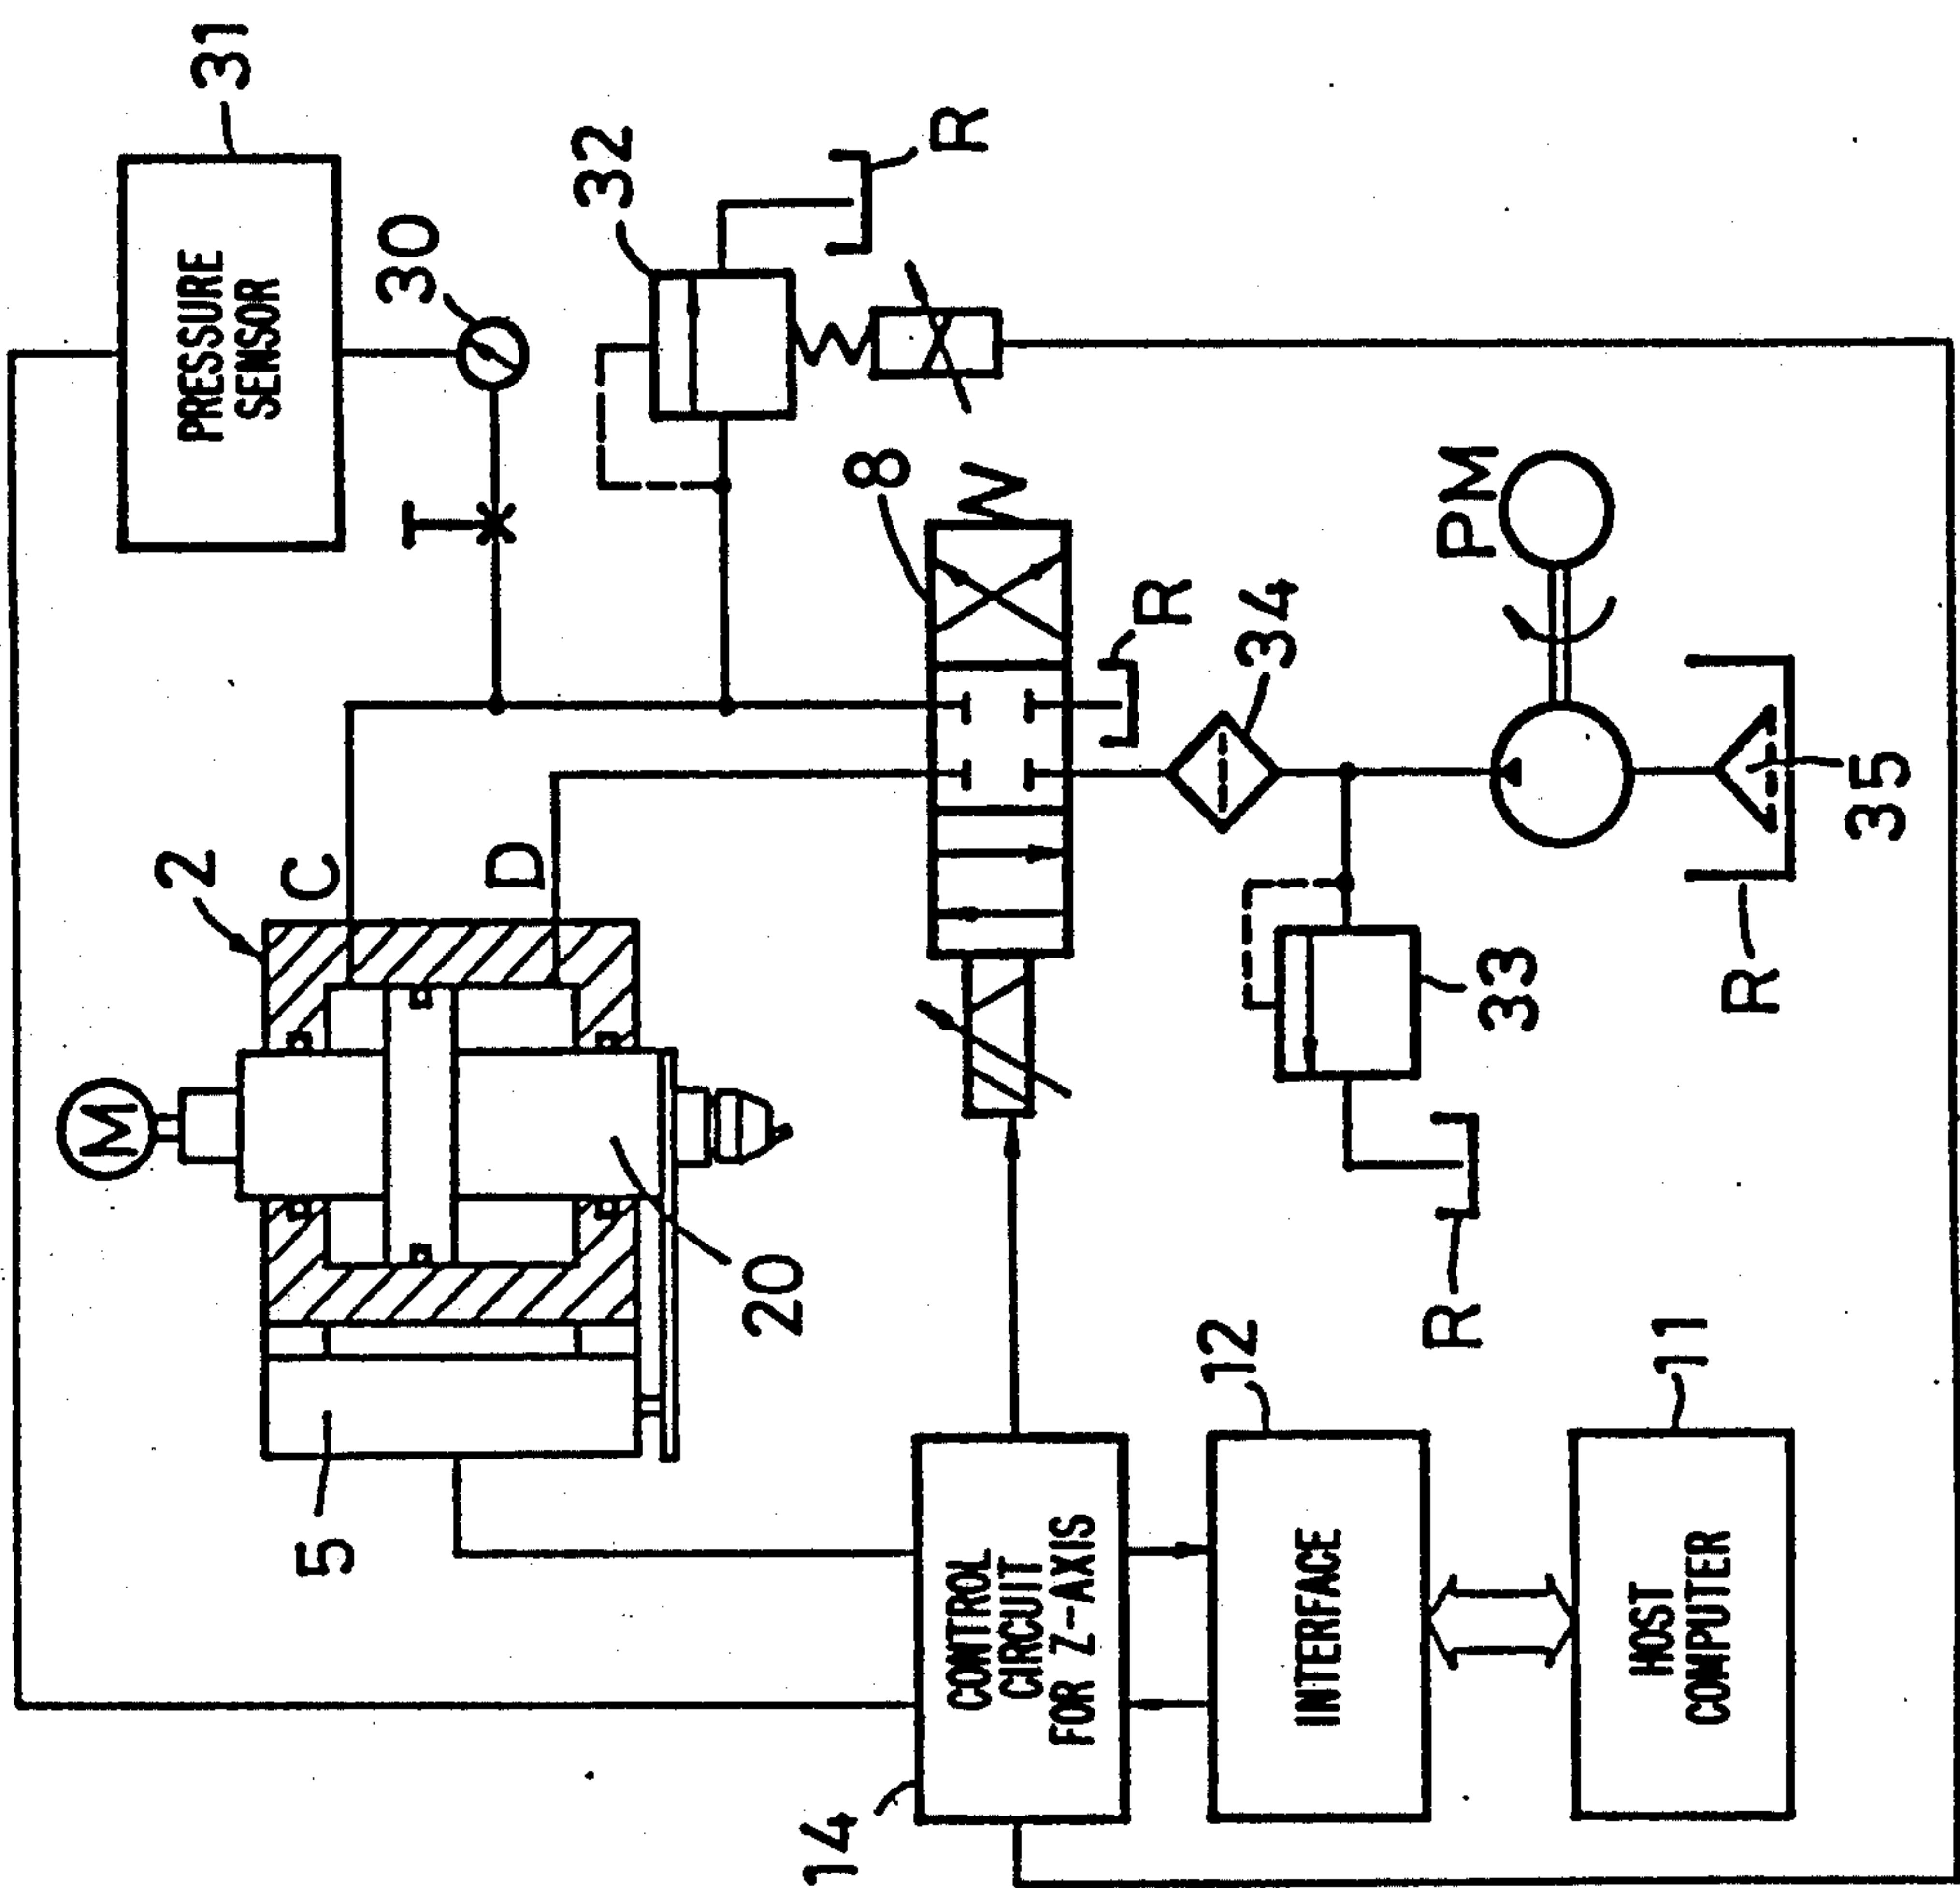 31
PRESSURE
SENSOR
30
32
R
T
8
R
34
PM
35
R
2
C
D
M
20
33
R
5
12
11
CONTROL
CIRCUIT
FOR Z-AXIS
INTERFACE
HOST
COMPUTER
14